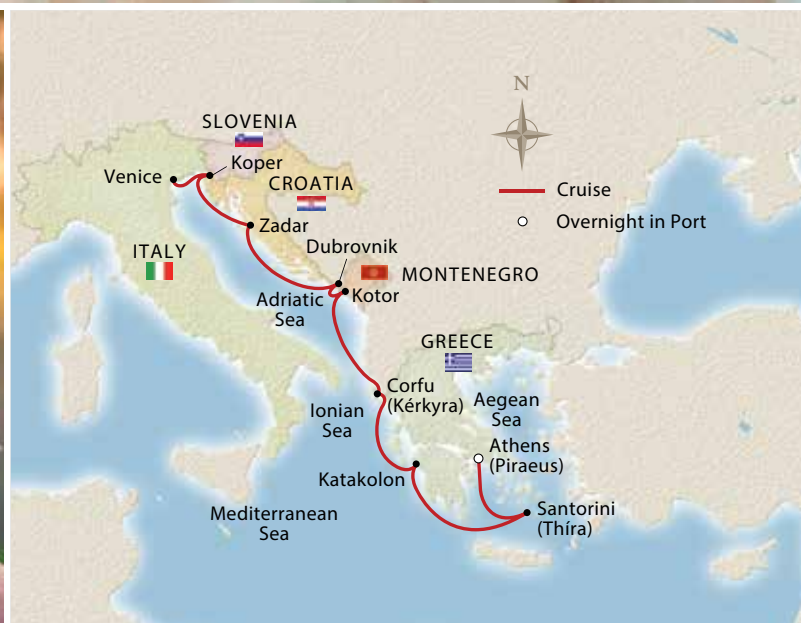 N
SLOVENIA
Koper
Venice
CROATIA
Cruise
Zadar
Overnight in Port
Dubrovnik
ITALY
MONTENEGRO
Kotor
Adriatic
Sea
GREECE
Corfu
(Kérkyra)
Aegean
Sea
Ionian
Sea
Athens
(Piraeus)
Katakolon
Santorini
(Thíra)
Mediterranean
Sea